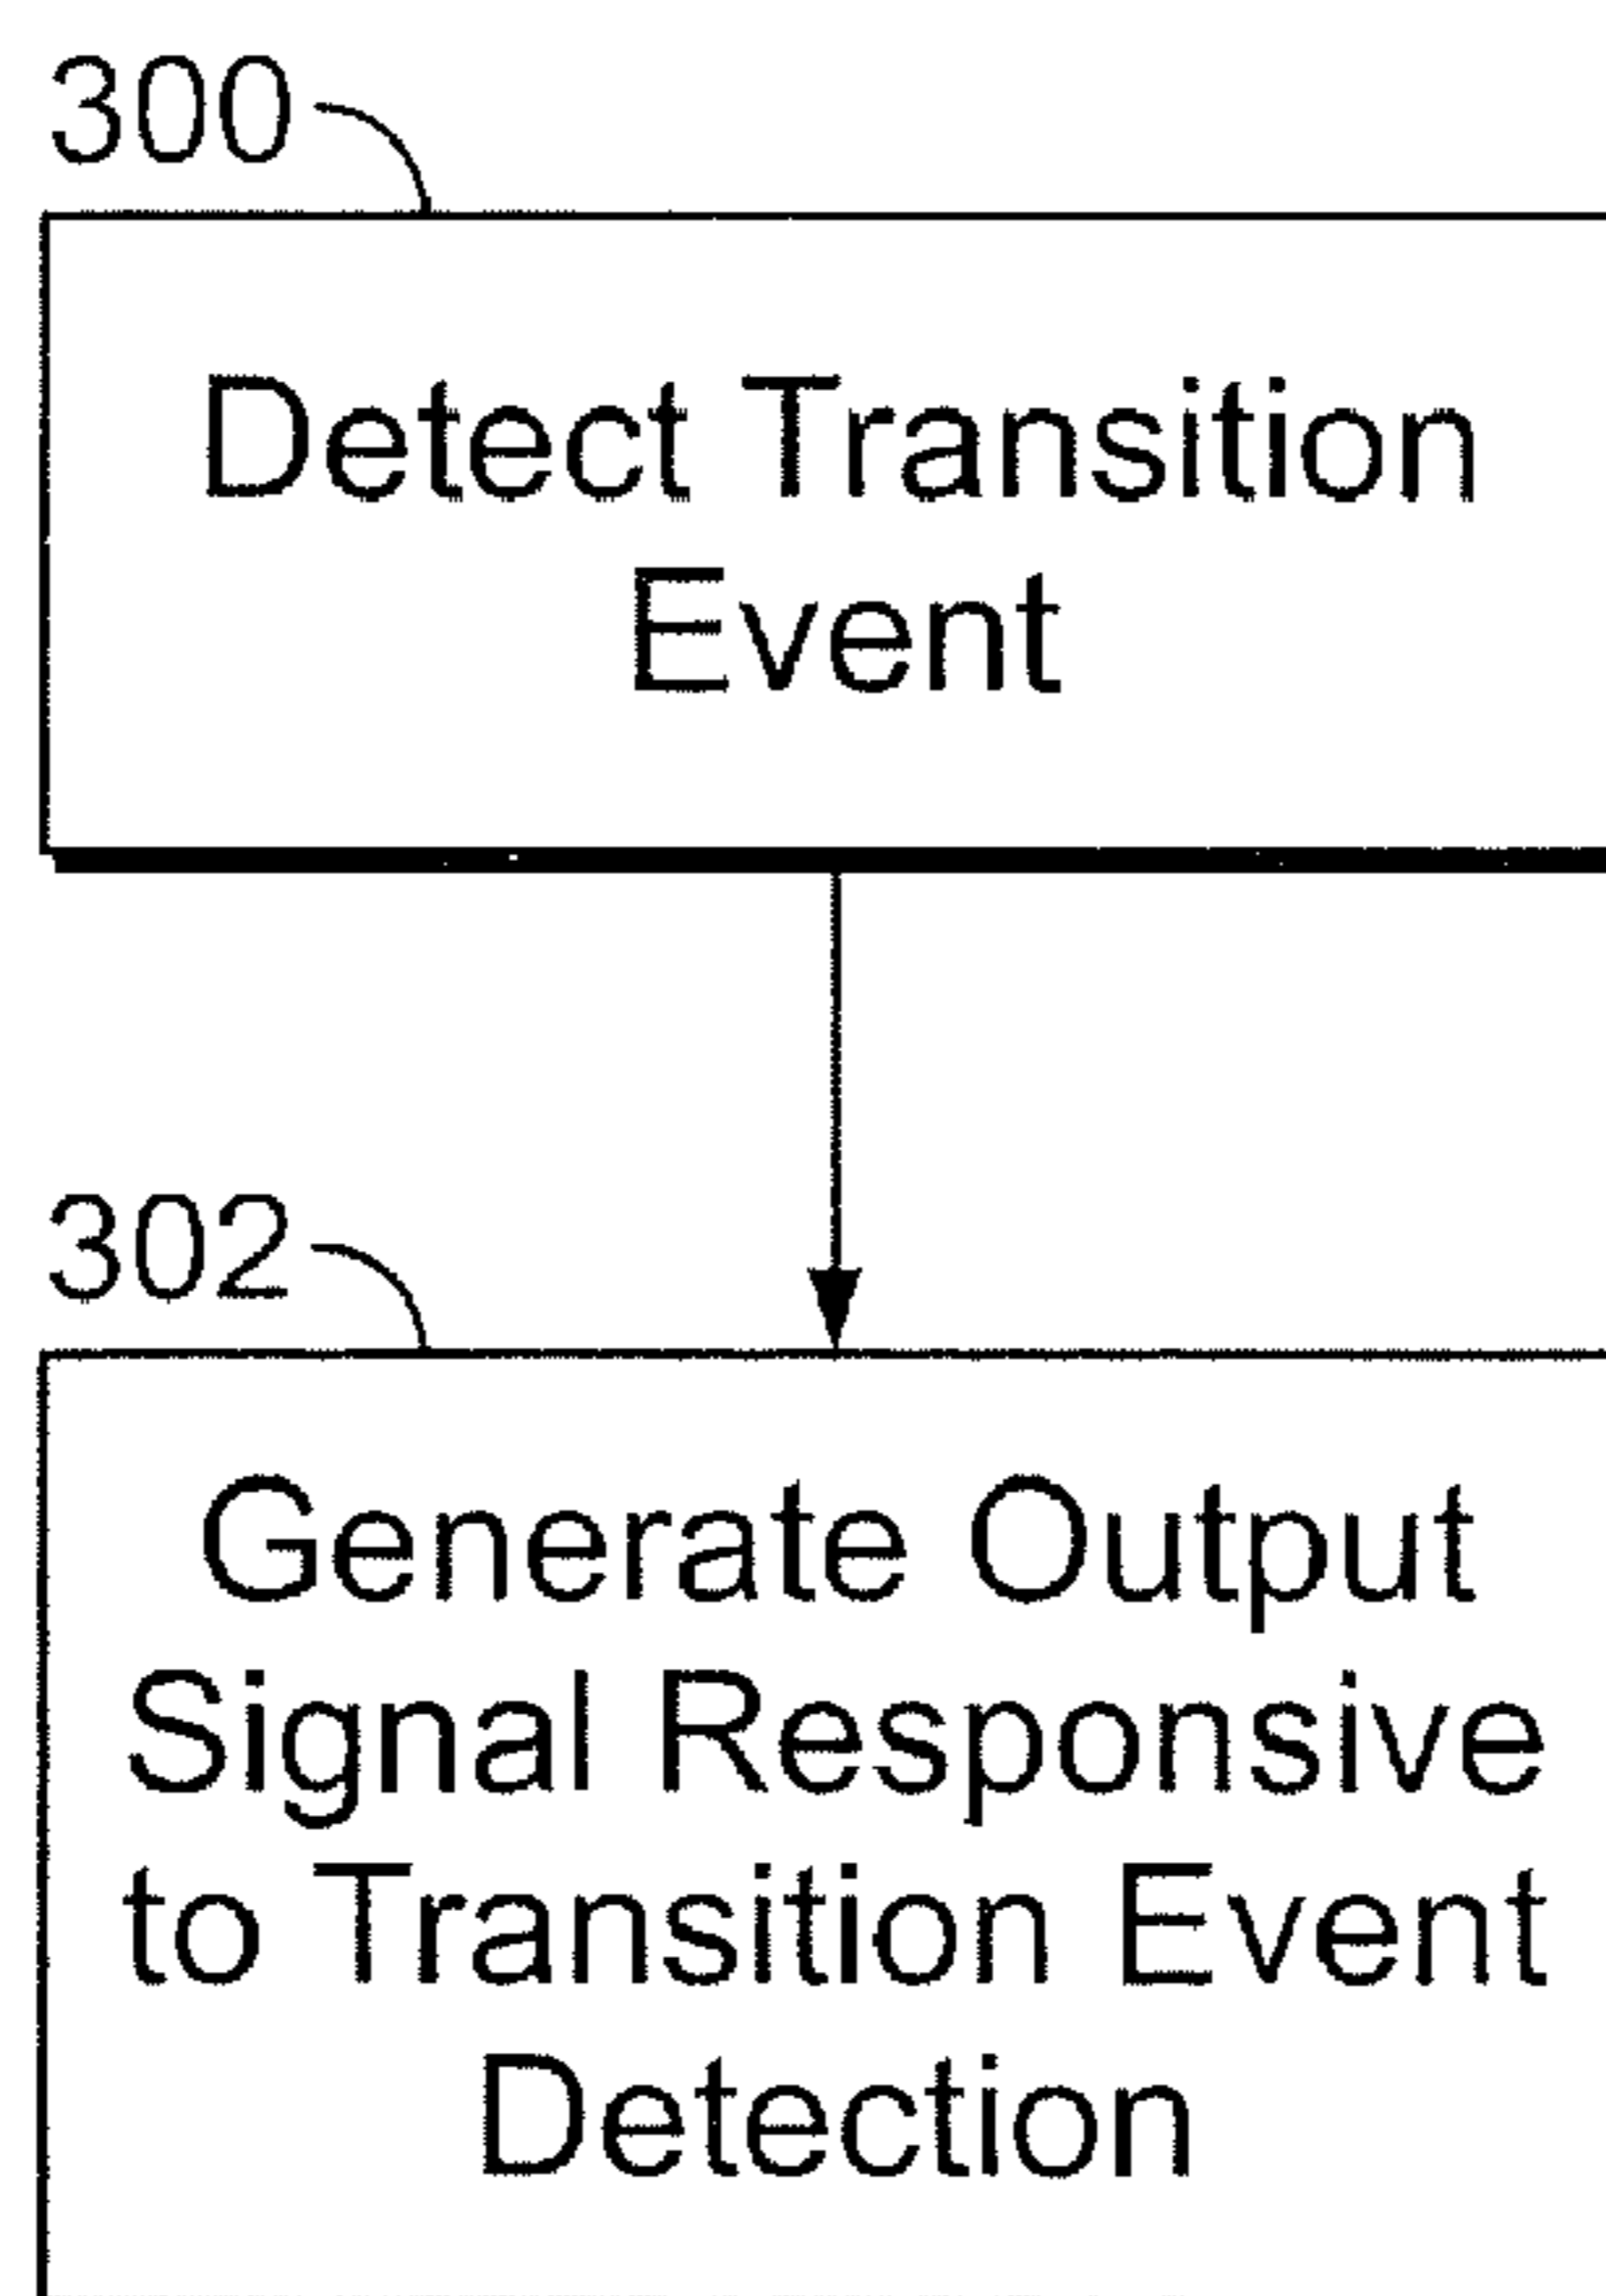 300
Detect Transition
Event
302
Generate Output
Signal Responsive
to Transition Event
Detection